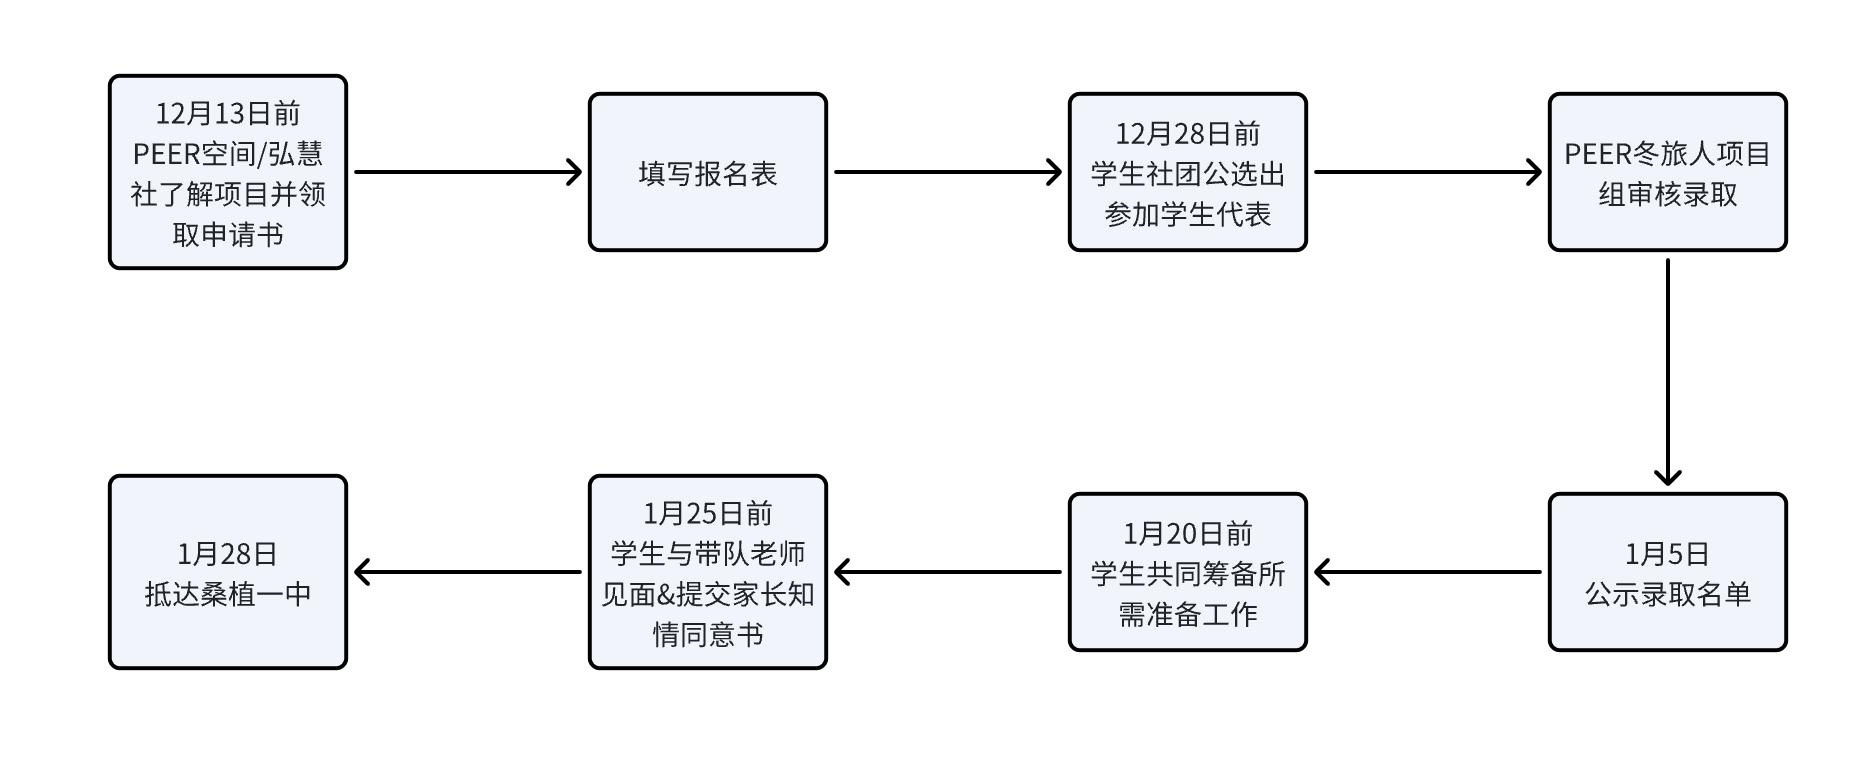 12月13日前
PEER空间/弘慧
社了解项目并领
取申请书
填写报名表
12月28日前
学生社团公选出
参加学生代表
PEER冬旅人项目
组审核录取
1月5日
公示录取名单
1月20日前
学生共同筹备所
需准备工作
1月25日前
学生与带队老师
见面&提交家长知
情同意书
1月28日
抵达桑植一中